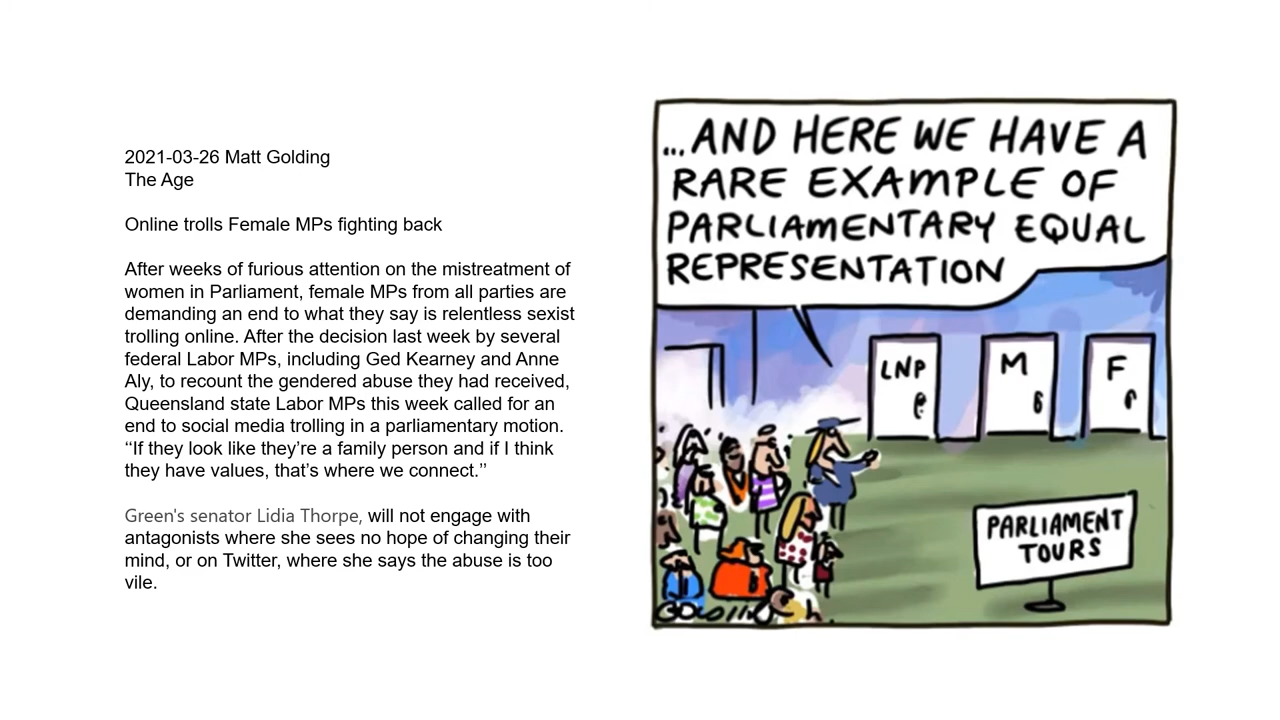 2021-03-26 Matt Golding
The Age
Online trolls Female MPs fighting back
After weeks of furious attention on the mistreatment of
women in Parliament, female MPs from all parties are
demanding an end to what they say is relentless sexist
trolling online. After the decision last week by several
federal Labor MPs, including Ged Kearney and Anne
Aly, to recount the gendered abuse they had received,
Queensland state Labor MPs this week called for an
end to social media trolling in a parliamentary motion.
“If they look like they’re a family person and if I think
they have values, that’s where we connect.”
Green's senator Lidia Thorpe, will not engage with
antagonists where she sees no hope of changing their
mind, or on Twitter, where she says the abuse is too
vile.
...AND HERE WE HAVE A
RARE EXAMPLE OF
PARLIAMENTARY EQUAL
REPRESENTATION
LNP
M
F
PARLIAMENT
TOURS
GOLDING